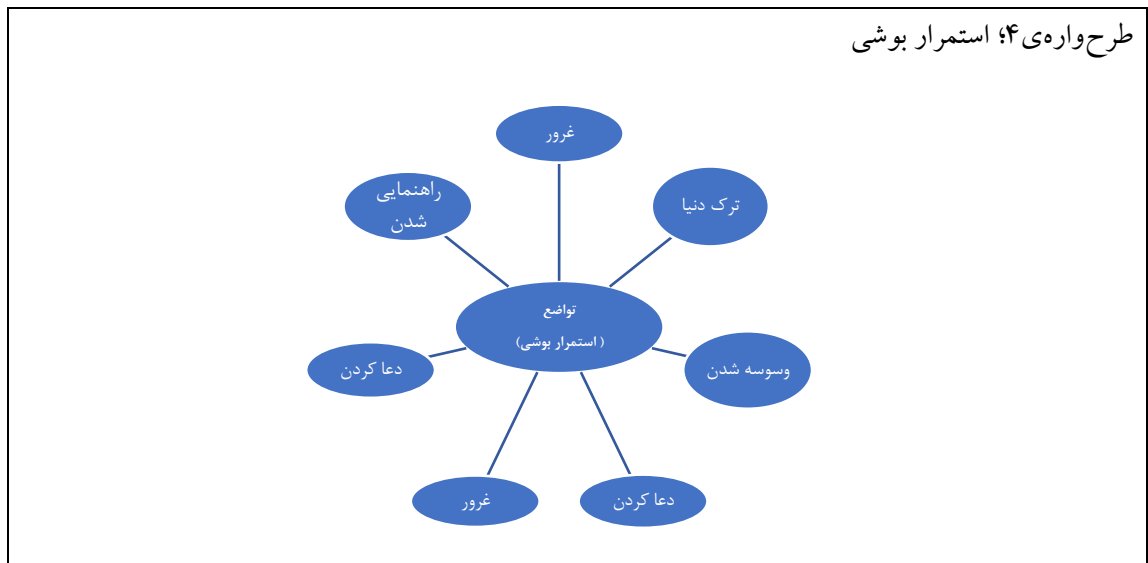 طرح‌واره‌ی۴؛ استمرار بوشی
غرور
ترک دنیا
راهنمایی
شدن
تواضع
(استمرار بوشی)
وسوسه شدن
دعا کردن
دعا کردن
غرور